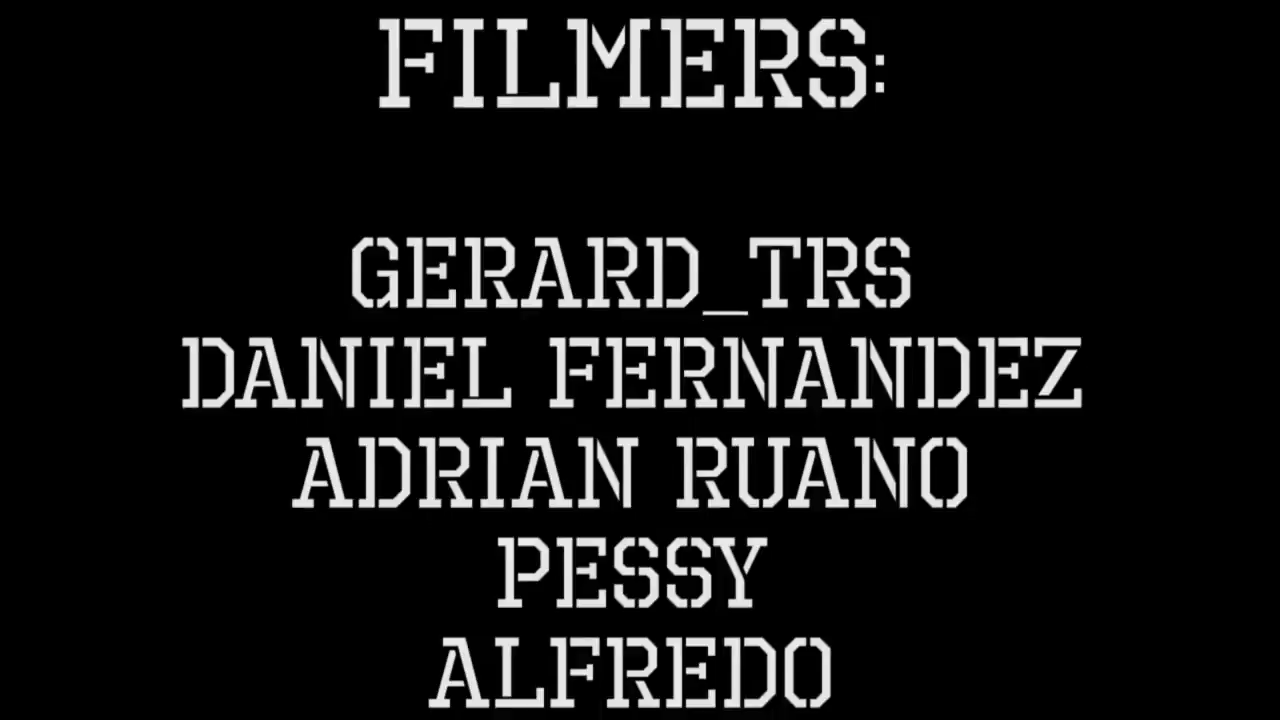 FILMERS:
GERARD_TRS
DANIEL FERNANDEZ
ADRIAN RUANO
PESSY
ALFREDO